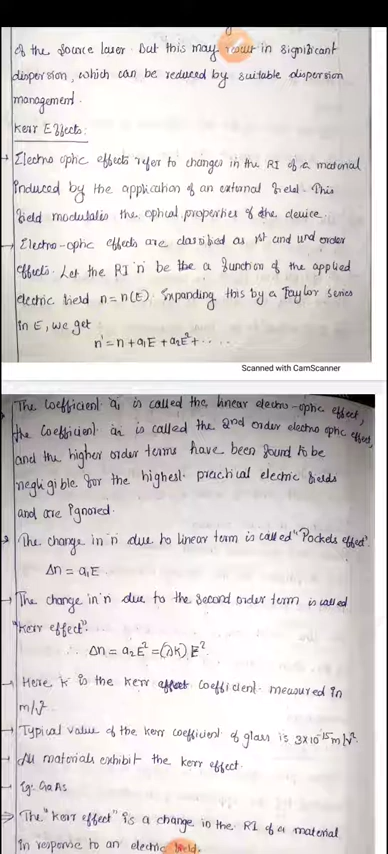 of the source laser. But this may result in significant
dispersion, which can be reduced by suitable dispersion
management.
Kerr Effects:
→ Electro optic effects refer to changes in the RI of a material
induced by the application of an external field. This
field modulates the optical properties of the device.
→ Electro-optic effects are classified as 1st and 2nd order
effects. Let the RI 'n' be the a function of the applied
electric field n = n(E). Expanding this by a Taylor series
in E, we get
n' = n + a₁E + a₂E² + ....
Scanned with CamScanner
The coefficient a₁ is called the linear electro-optic effect,
the coefficient a₂ is called the 2nd order electro optic effect,
and the higher order terms have been found to be
negligible for the highest practical electric fields
and are ignored.
→ The change in 'n' due to linear term is called "Pockels effect".
Δn = a₁E
→ The change in 'n' due to the second order term is called
"kerr effect".
∴ Δn = a₂E² = (λk) E²
→ Here k is the kerr coefficient measured in
m/v².
→ Typical value of the kerr coefficient of glass is 3x10⁻¹⁵ m/v².
→ All materials exhibit the kerr effect.
→ Eg: GaAs
⇒ The "kerr effect" is a change in the RI of a material
in response to an electric field.